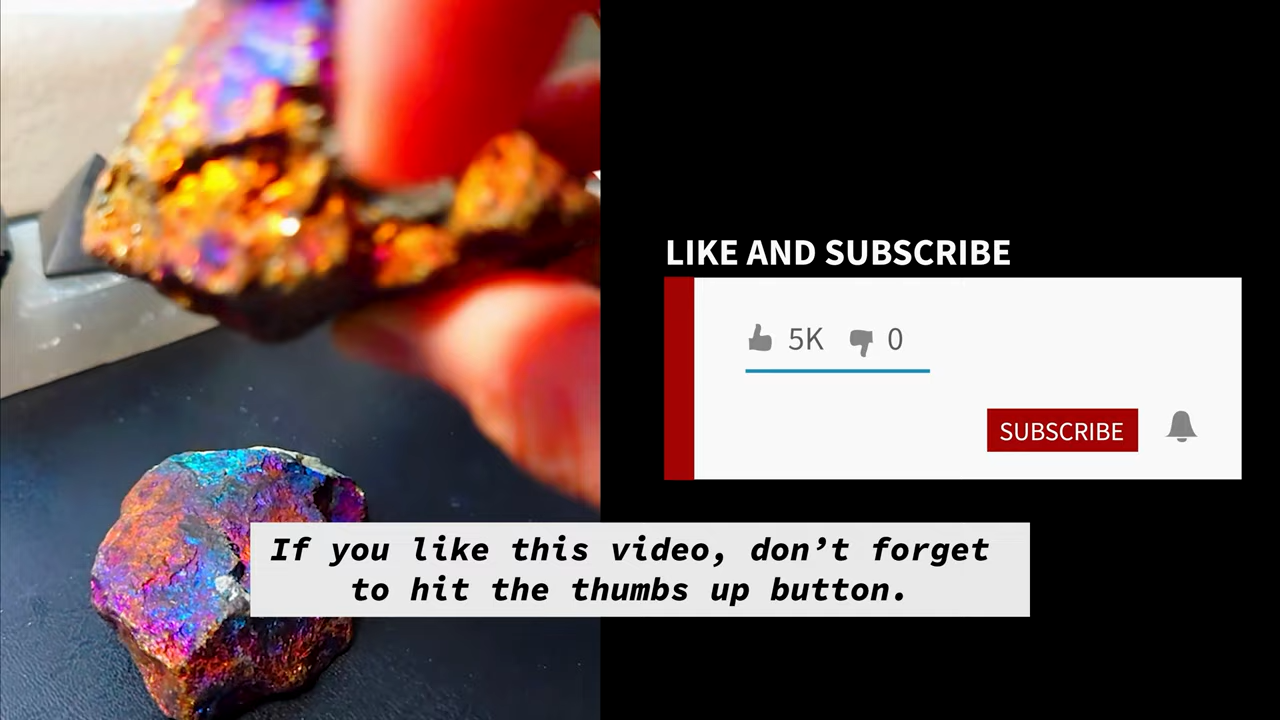 LIKE AND SUBSCRIBE
5K 0
SUBSCRIBE
If you like this video, don’t forget
to hit the thumbs up button.